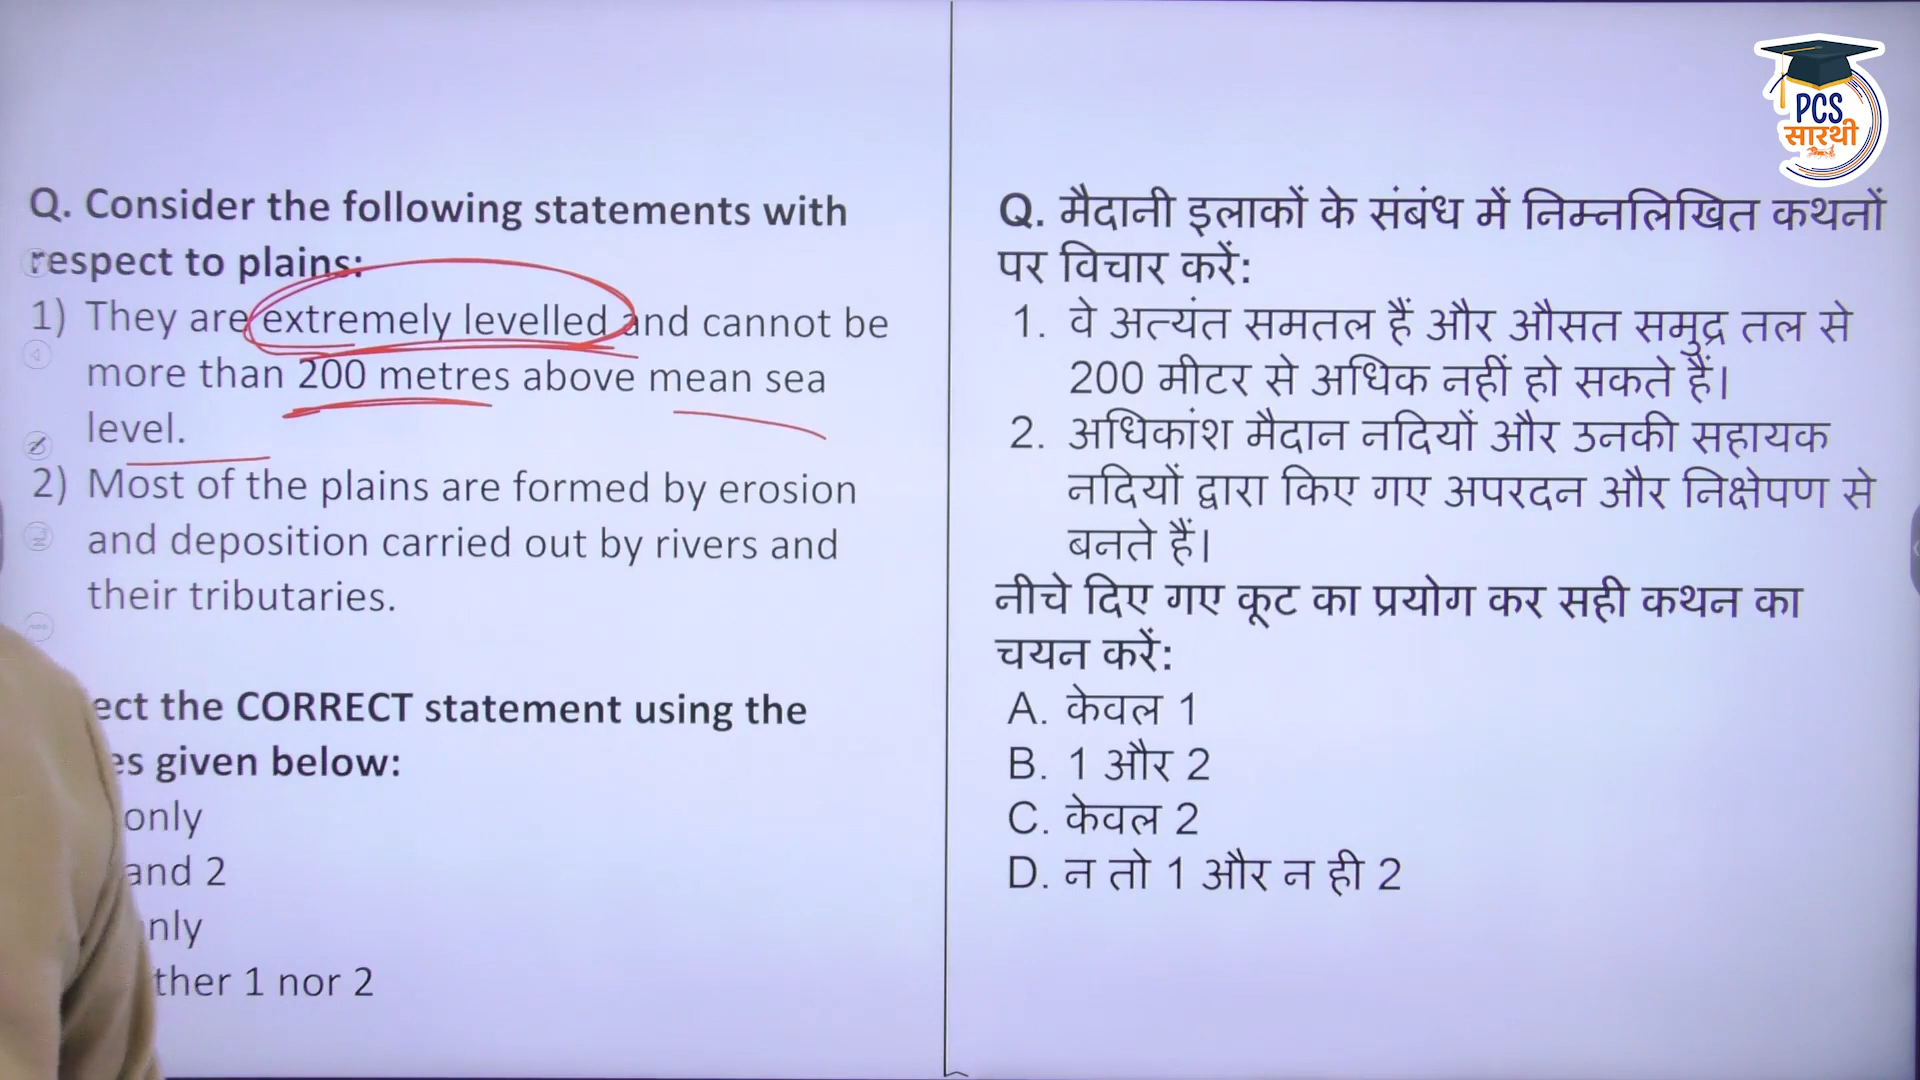 Q. Consider the following statements with
respect to plains:
1) They are extremely levelled and cannot be
more than 200 metres above mean sea
level.
2) Most of the plains are formed by erosion
and deposition carried out by rivers and
their tributaries.
ect the CORRECT statement using the
es given below:
only
and 2
nly
ther 1 nor 2
PCS
सारथी
Q. मैदानी इलाकों के संबंध में निम्नलिखित कथनों
पर विचार करें:
1. वे अत्यंत समतल हैं और औसत समुद्र तल से
200 मीटर से अधिक नहीं हो सकते हैं।
2. अधिकांश मैदान नदियों और उनकी सहायक
नदियों द्वारा किए गए अपरदन और निक्षेपण से
बनते हैं।
नीचे दिए गए कूट का प्रयोग कर सही कथन का
चयन करें:
A. केवल 1
B. 1 और 2
C. केवल 2
D. न तो 1 और न ही 2